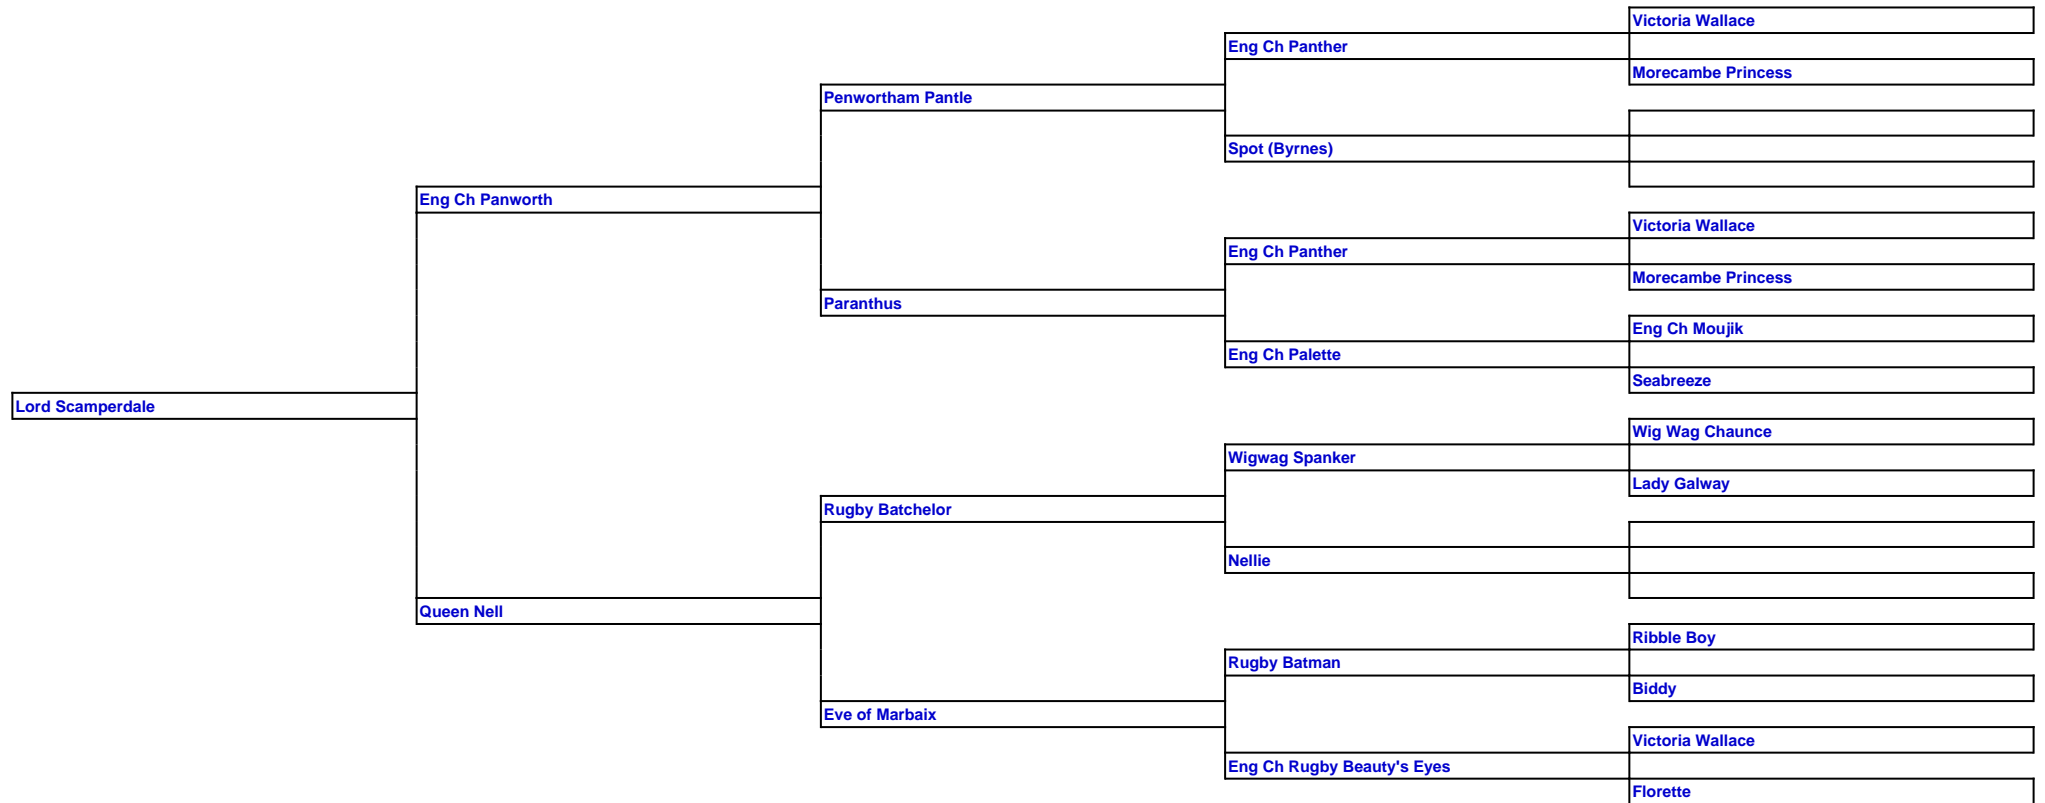 Victoria Wallace
Eng Ch Panther
Morecambe Princess
Penwortham Pantle
Spot (Byrnes)
Eng Ch Panworth
Victoria Wallace
Eng Ch Panther
Morecambe Princess
Paranthus
Eng Ch Moujik
Eng Ch Palette
Seabreeze
Lord Scamperdale
Wig Wag Chaunce
Wigwag Spanker
Lady Galway
Rugby Batchelor
Nellie
Queen Nell
Ribble Boy
Rugby Batman
Biddy
Eve of Marbaix
Victoria Wallace
Eng Ch Rugby Beauty's Eyes
Florette